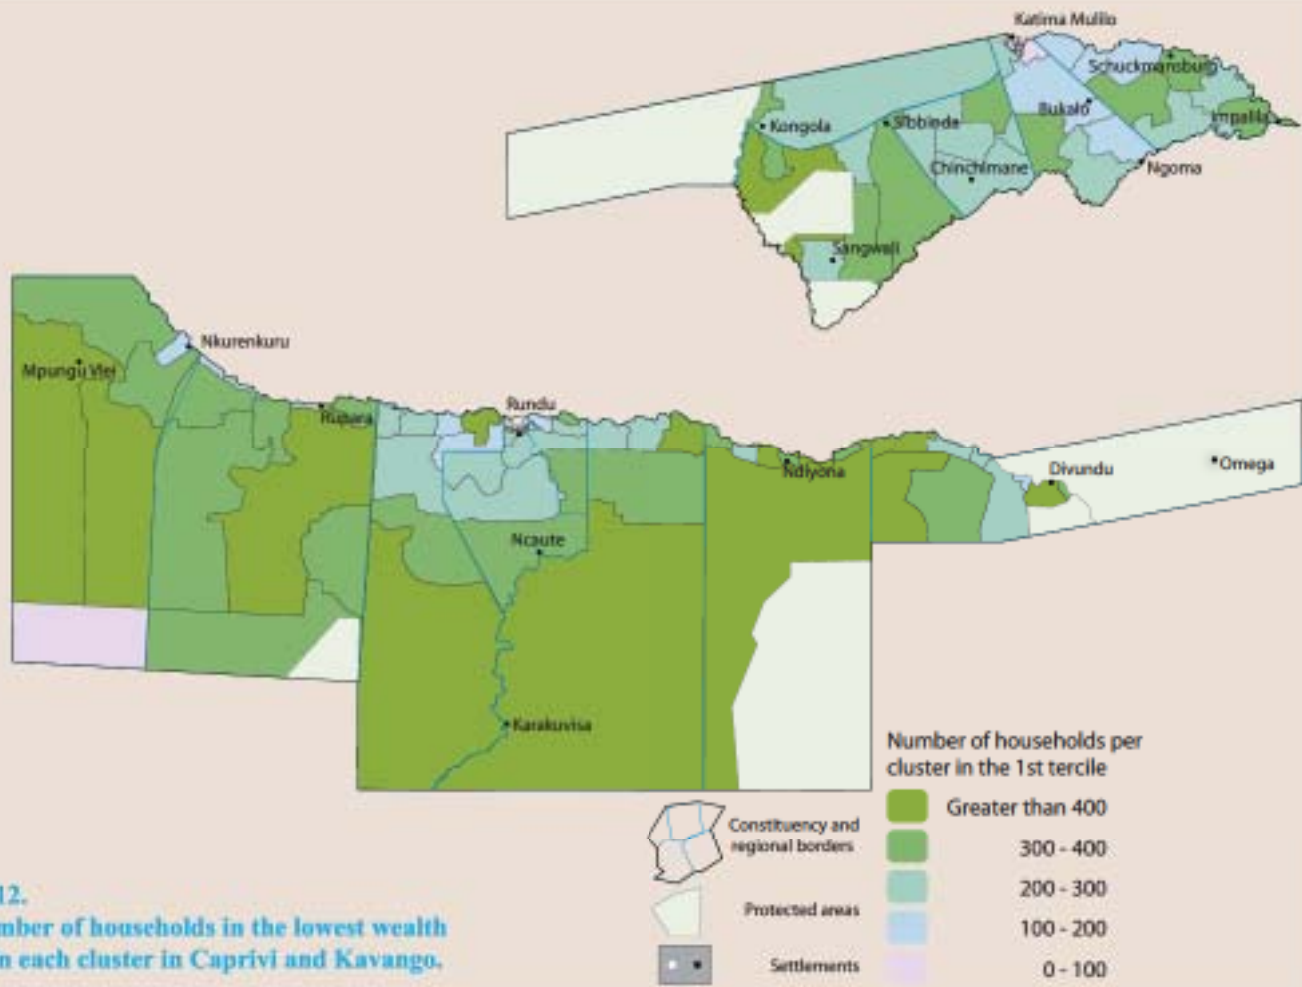 Katima Mulilo
Schuckmansburg
Bukalo
Impalila
Kongola
Sibbinda
Chinchimane
Ngoma
Sangwali
Nkurenkuru
Mpungu Vlei
Rupara
Rundu
Ndiyona
Divundu
Omega
Ncaute
Karakuvisa
Number of households per
cluster in the 1st tercile
Greater than 400
300 - 400
200 - 300
100 - 200
0 - 100
Constituency and
regional borders
Protected areas
Settlements
12.
mber of households in the lowest wealth
n each cluster in Caprivi and Kavango.